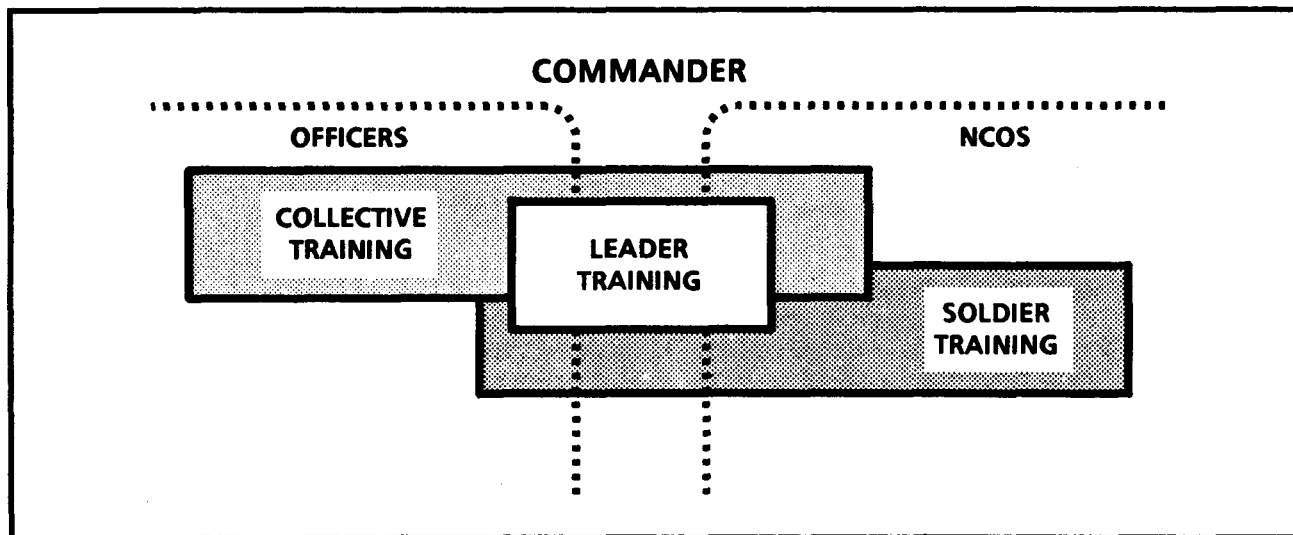 COMMANDER
OFFICERS
NCOS
COLLECTIVE
TRAINING
LEADER
TRAINING
SOLDIER
TRAINING